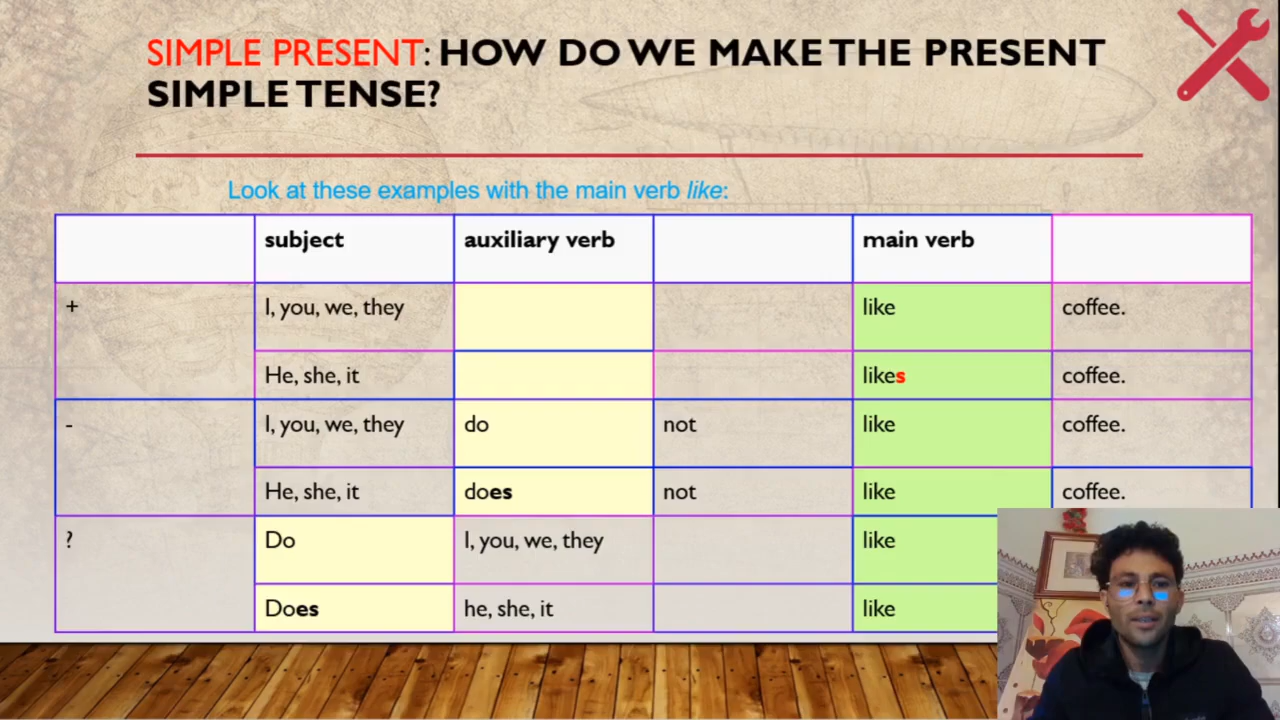 SIMPLE PRESENT: HOW DO WE MAKE THE PRESENT
SIMPLE TENSE?
Look at these examples with the main verb like:
subject auxiliary verb main verb
+ I, you, we, they like coffee.
He, she, it likes coffee.
- I, you, we, they do not like coffee.
He, she, it does not like coffee.
? Do I, you, we, they like
Does he, she, it like